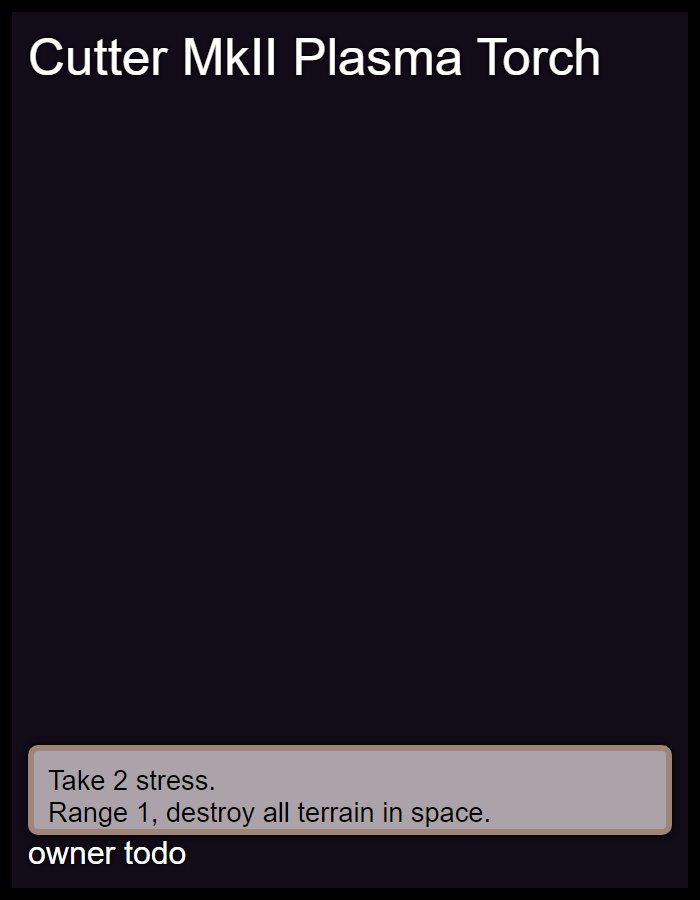 Cutter MkII Plasma Torch
Take 2 stress.
Range 1, destroy all terrain in space.
owner todo